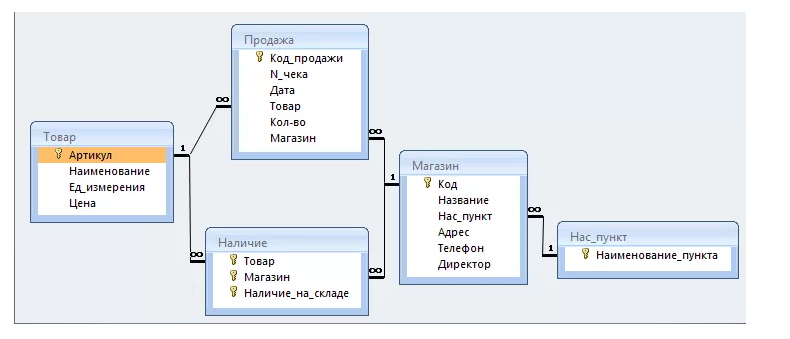 Продажа
Код_продажи
N_чека
Дата
Товар
Кол-во
Магазин
Товар
Артикул
Наименование
Ед_измерения
Цена
Наличие
Товар
Магазин
Наличие_на_складе
Магазин
Код
Название
Нас_пункт
Адрес
Телефон
Директор
Нас_пункт
Наименование_пункта
1
∞
∞
∞
1
∞
∞
1